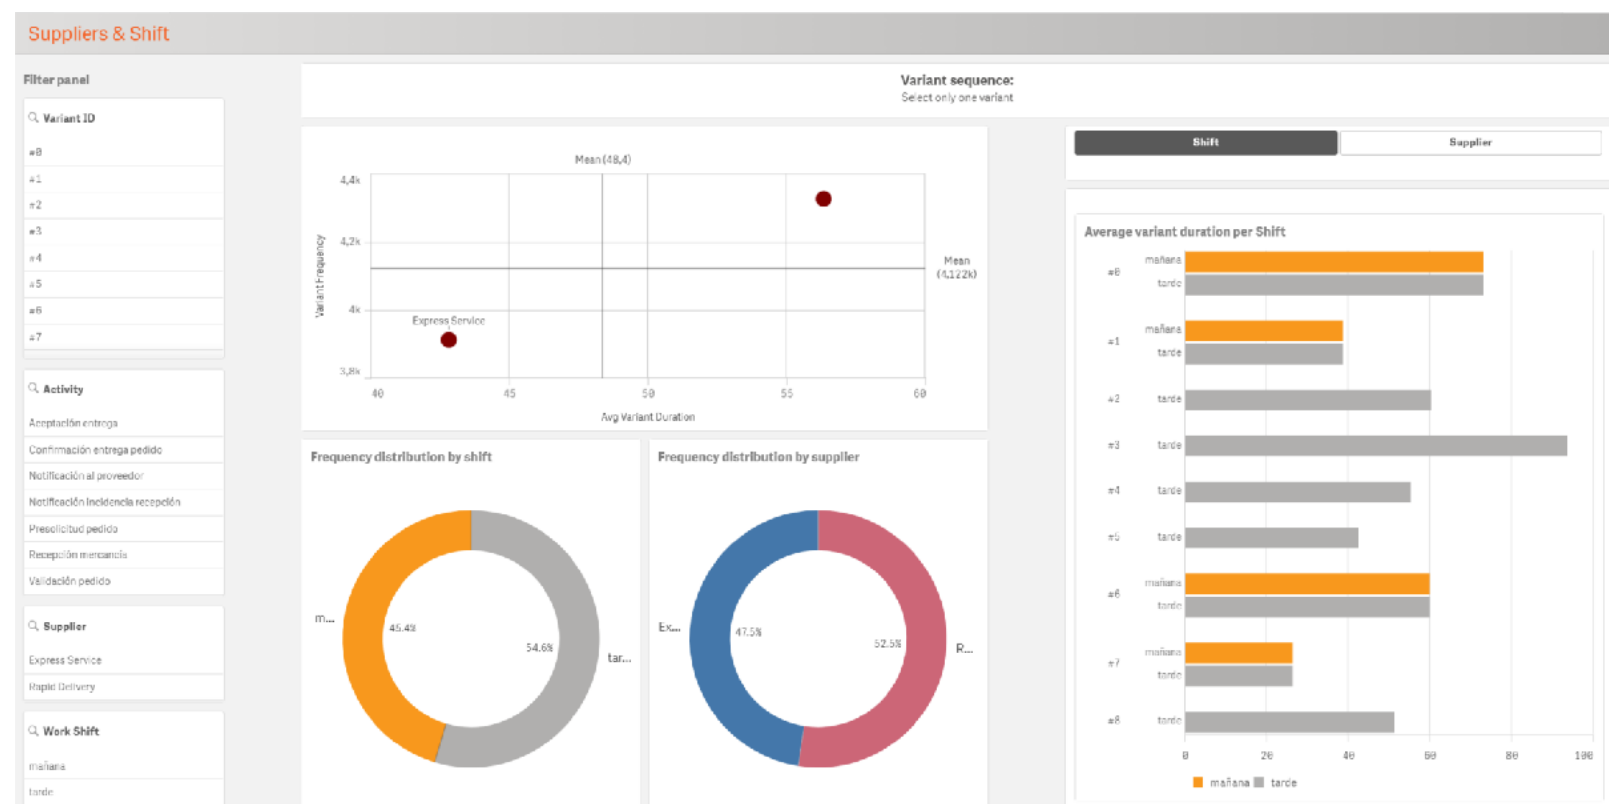 Suppliers & Shift
Filter panel
Variant ID
#0
#1
#2
#3
#4
#5
#6
#7
Activity
Aceptación entrega
Confirmación entrega pedido
Notificación al proveedor
Notificación incidencia recepción
Presolicitud pedido
Recepción mercancía
Validación pedido
Supplier
Express Service
Rapid Delivery
Work Shift
mañana
tarde
Variant sequence:
Select only one variant
Mean (48,4)
4,4k
4,2k
4k
3,8k
Variant Frequency
Mean
(4,122k)
Express Service
40 45 50 55 60
Avg Variant Duration
Frequency distribution by shift
m...
45.4%
54.6%
tar...
Frequency distribution by supplier
Ex...
47.5%
52.5%
R...
Shift Supplier
Average variant duration per Shift
#0 mañana
tarde
#1 mañana
tarde
#2 tarde
#3 tarde
#4 tarde
#5 tarde
#6 mañana
tarde
#7 mañana
tarde
#8 tarde
0 20 40 60 80 100
mañana tarde